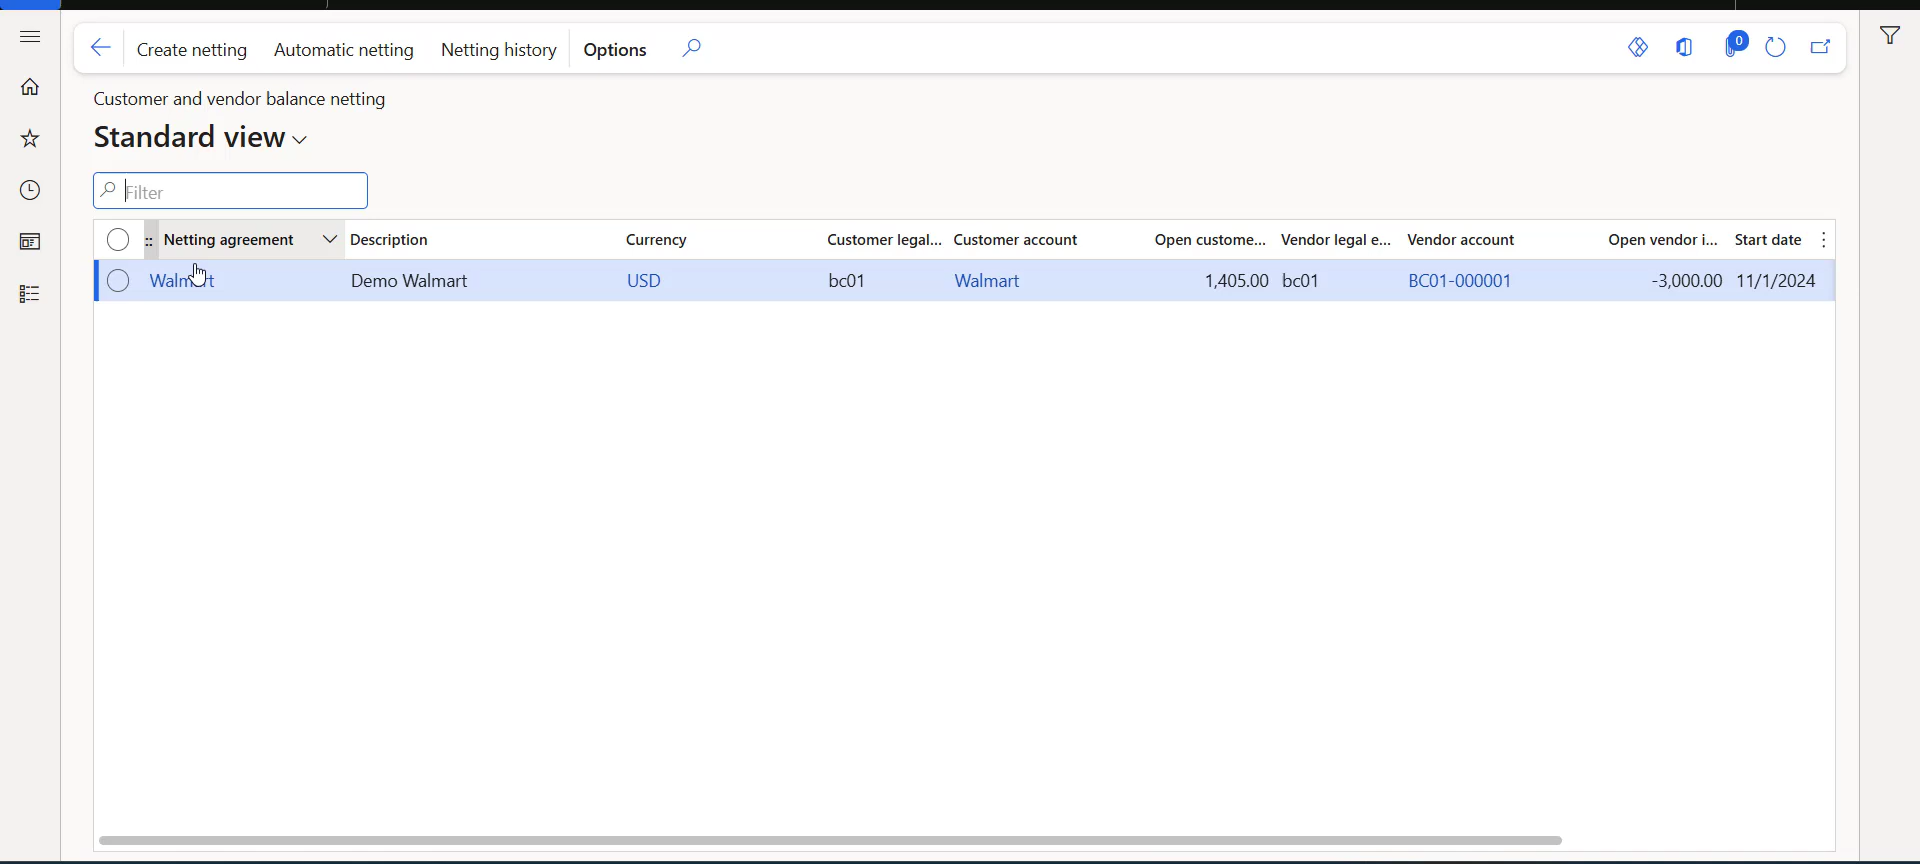 Create netting Automatic netting Netting history Options 0
Customer and vendor balance netting
Standard view
Filter
Netting agreement Description Currency Customer legal... Customer account Open custome... Vendor legal e... Vendor account Open vendor i... Start date
Walmart Demo Walmart USD bc01 Walmart 1,405.00 bc01 BC01-000001 -3,000.00 11/1/2024